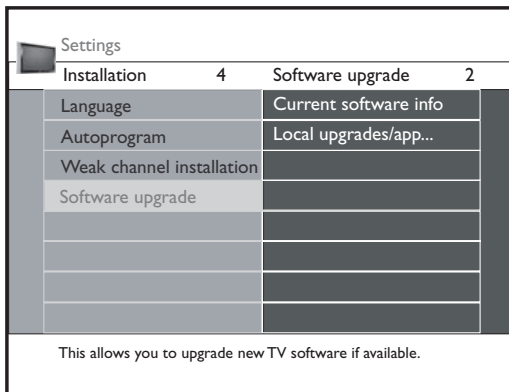 Settings
Installation 4 Software upgrade 2
Language Current software info
Autoprogram Local upgrades/app...
Weak channel installation
Software upgrade
This allows you to upgrade new TV software if available.